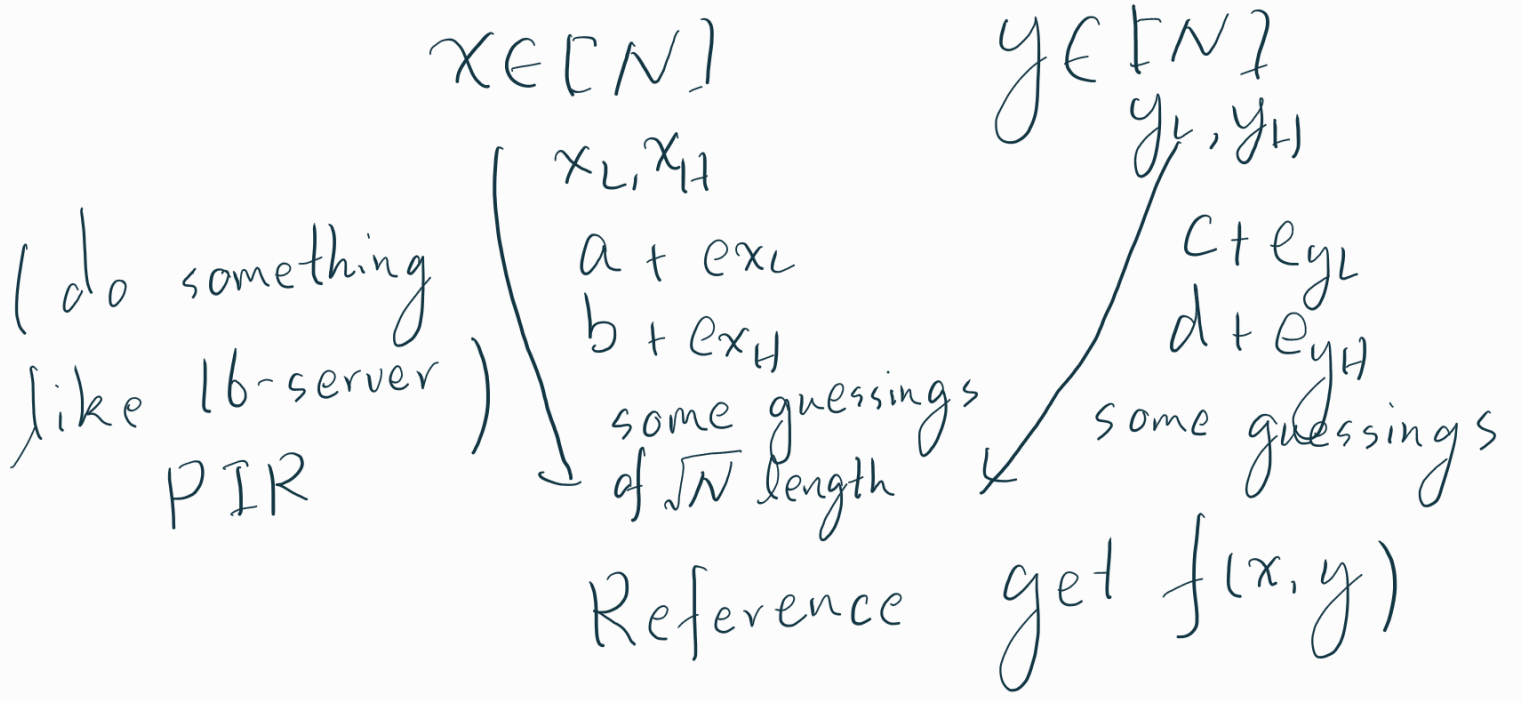 x∈[N]
x_L, x_H
a + e_{x_L}
b + e_{x_H}
some guessings
of √N length
y∈[N]
y_L, y_H
c + e_{y_L}
d + e_{y_H}
some guessings
(do something
like 16-server)
PIR
Reference get f(x, y)